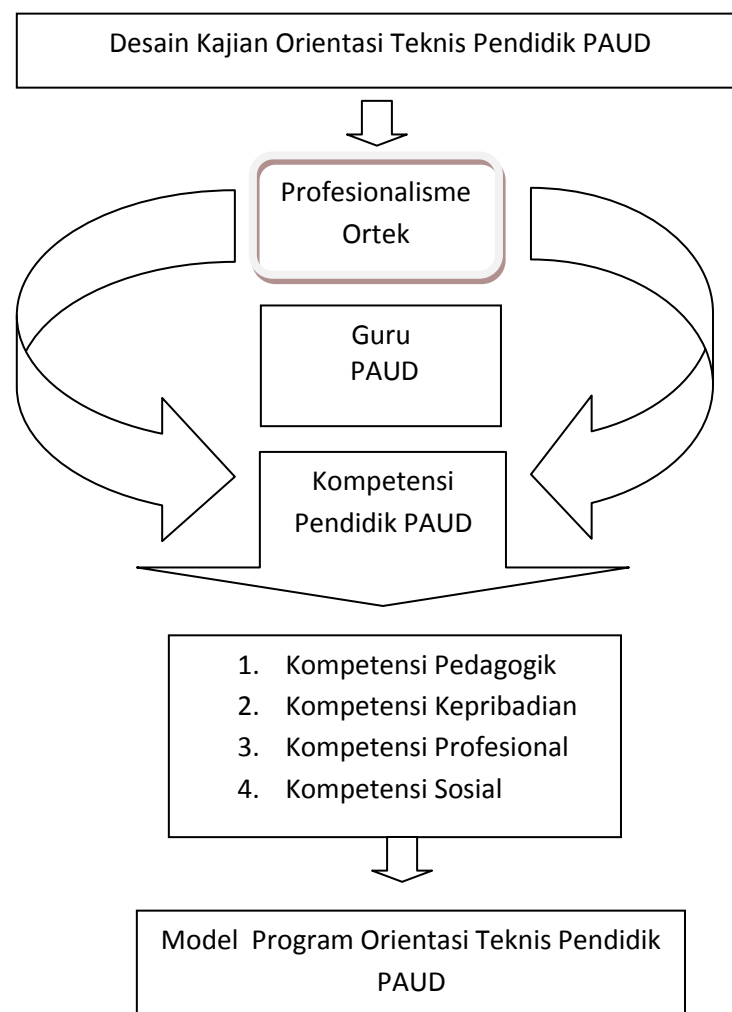 Desain Kajian Orientasi Teknis Pendidik PAUD
Profesionalisme
Ortek
Guru
PAUD
Kompetensi
Pendidik PAUD
1. Kompetensi Pedagogik
2. Kompetensi Kepribadian
3. Kompetensi Profesional
4. Kompetensi Sosial
Model Program Orientasi Teknis Pendidik
PAUD